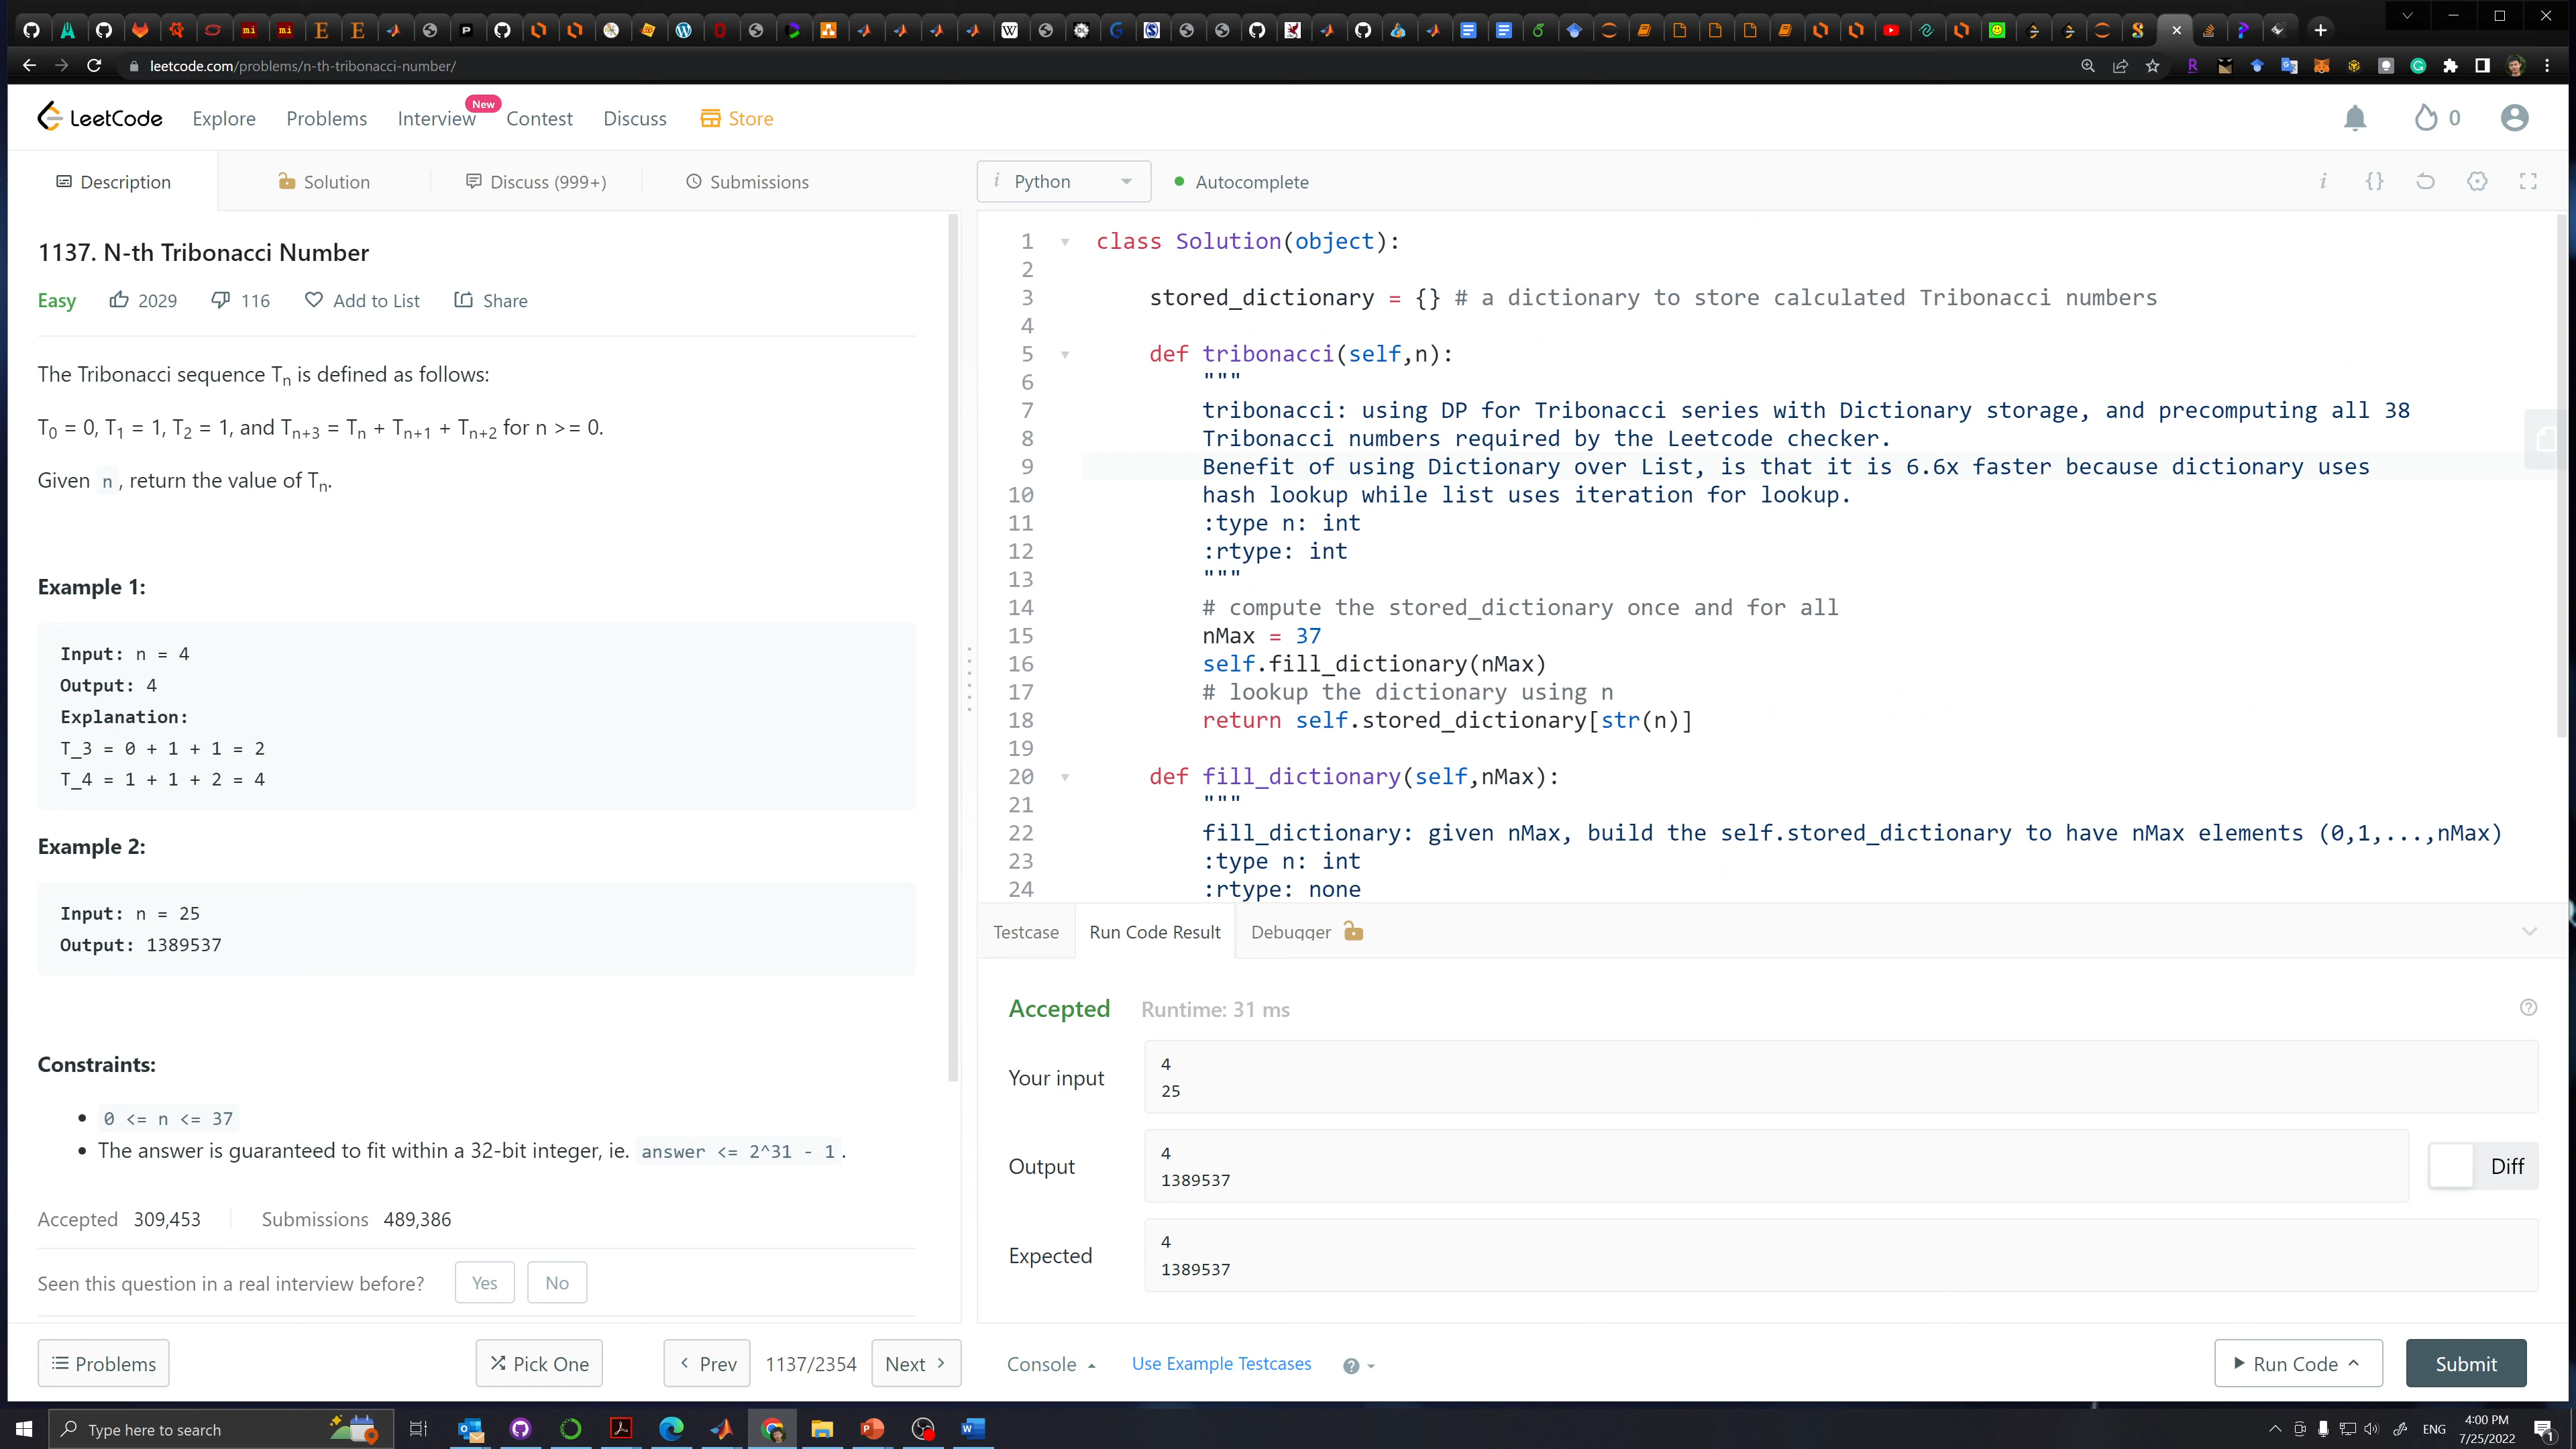 leetcode.com/problems/n-th-tribonacci-number/
LeetCode Explore Problems Interview New Contest Discuss Store
0
Description Solution Discuss (999+) Submissions
1137. N-th Tribonacci Number
Easy 2029 116 Add to List Share
The Tribonacci sequence Tn is defined as follows:
T0 = 0, T1 = 1, T2 = 1, and Tn+3 = Tn + Tn+1 + Tn+2 for n >= 0.
Given n, return the value of Tn.
Example 1:
Input: n = 4
Output: 4
Explanation:
T_3 = 0 + 1 + 1 = 2
T_4 = 1 + 1 + 2 = 4
Example 2:
Input: n = 25
Output: 1389537
Constraints:
0 <= n <= 37
The answer is guaranteed to fit within a 32-bit integer, ie. answer <= 2^31 - 1.
Accepted 309,453 Submissions 489,386
Seen this question in a real interview before? Yes No
Problems Pick One Prev 1137/2354 Next
i Python Autocomplete
i {}
1 class Solution(object):
2
3 stored_dictionary = {} # a dictionary to store calculated Tribonacci numbers
4
5 def tribonacci(self,n):
6 """
7 tribonacci: using DP for Tribonacci series with Dictionary storage, and precomputing all 38
8 Tribonacci numbers required by the Leetcode checker.
9 Benefit of using Dictionary over List, is that it is 6.6x faster because dictionary uses
10 hash lookup while list uses iteration for lookup.
11 :type n: int
12 :rtype: int
13 """
14 # compute the stored_dictionary once and for all
15 nMax = 37
16 self.fill_dictionary(nMax)
17 # lookup the dictionary using n
18 return self.stored_dictionary[str(n)]
19
20 def fill_dictionary(self,nMax):
21 """
22 fill_dictionary: given nMax, build the self.stored_dictionary to have nMax elements (0,1,...,nMax)
23 :type n: int
24 :rtype: none
Testcase Run Code Result Debugger
Accepted Runtime: 31 ms
Your input
4
25
Output
4
1389537
Diff
Expected
4
1389537
Console Use Example Testcases Run Code Submit
Type here to search
ENG
4:00 PM
7/25/2022